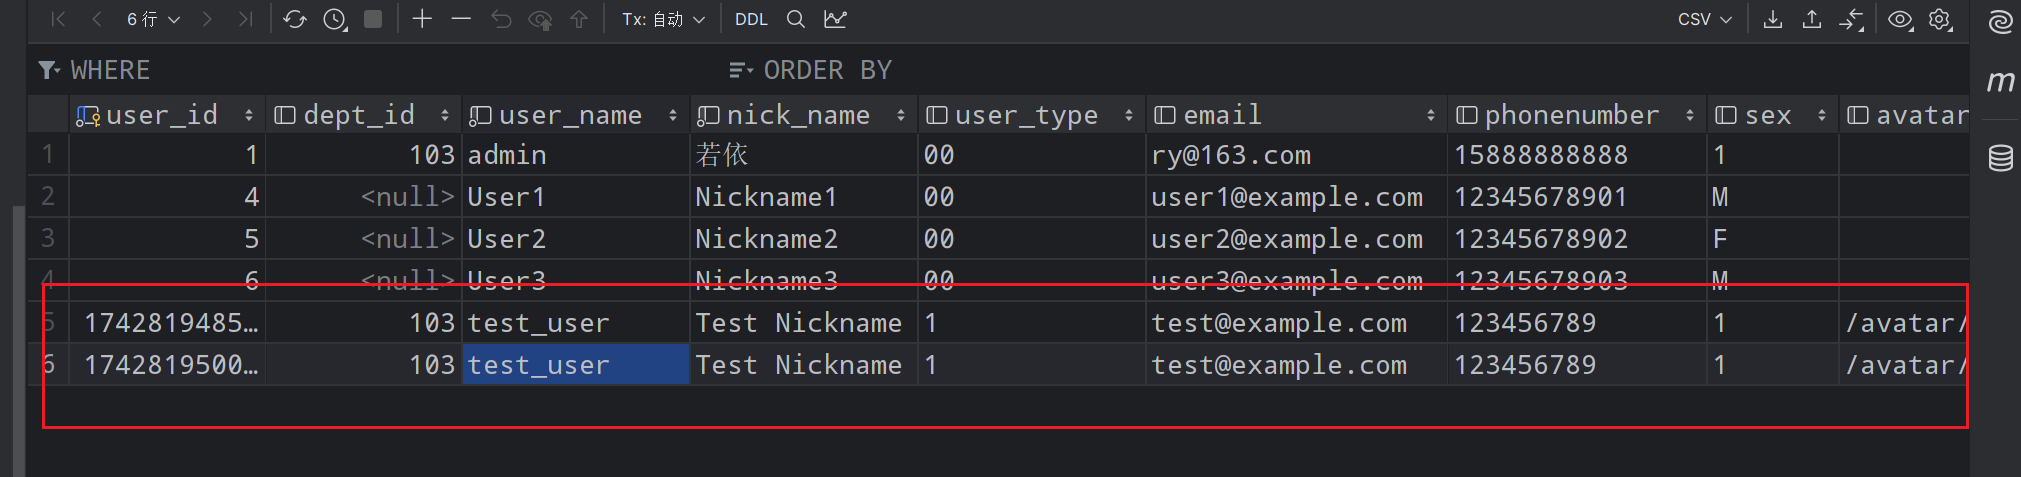 6 行 Tx: 自动 DDL CSV
WHERE ORDER BY
user_id dept_id user_name nick_name user_type email phonenumber sex avatar
1 1 103 admin 若依 00 ry@163.com 15888888888 1
2 4 <null> User1 Nickname1 00 user1@example.com 12345678901 M
3 5 <null> User2 Nickname2 00 user2@example.com 12345678902 F
4 6 <null> User3 Nickname3 00 user3@example.com 12345678903 M
5 1742819485… 103 test_user Test Nickname 1 test@example.com 123456789 1 /avatar/
6 1742819500… 103 test_user Test Nickname 1 test@example.com 123456789 1 /avatar/
m